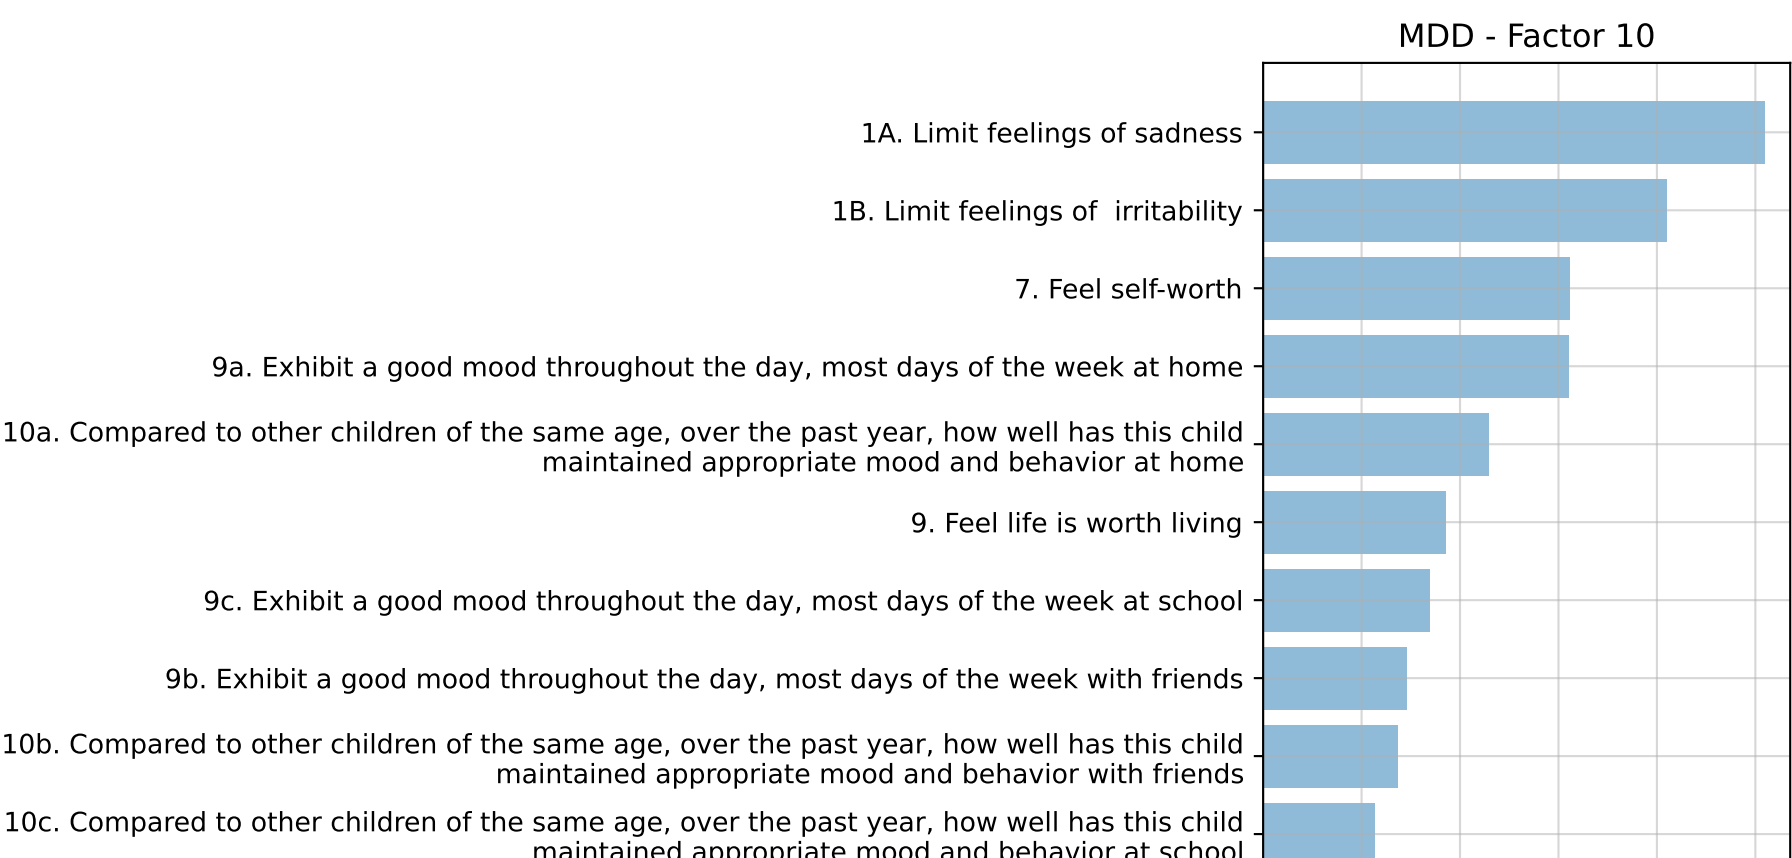 MDD - Factor 10
1A. Limit feelings of sadness
1B. Limit feelings of  irritability
7. Feel self-worth
9a. Exhibit a good mood throughout the day, most days of the week at home
10a. Compared to other children of the same age, over the past year, how well has this child
maintained appropriate mood and behavior at home
9. Feel life is worth living
9c. Exhibit a good mood throughout the day, most days of the week at school
9b. Exhibit a good mood throughout the day, most days of the week with friends
10b. Compared to other children of the same age, over the past year, how well has this child
maintained appropriate mood and behavior with friends
10c. Compared to other children of the same age, over the past year, how well has this child
maintained appropriate mood and behavior at school